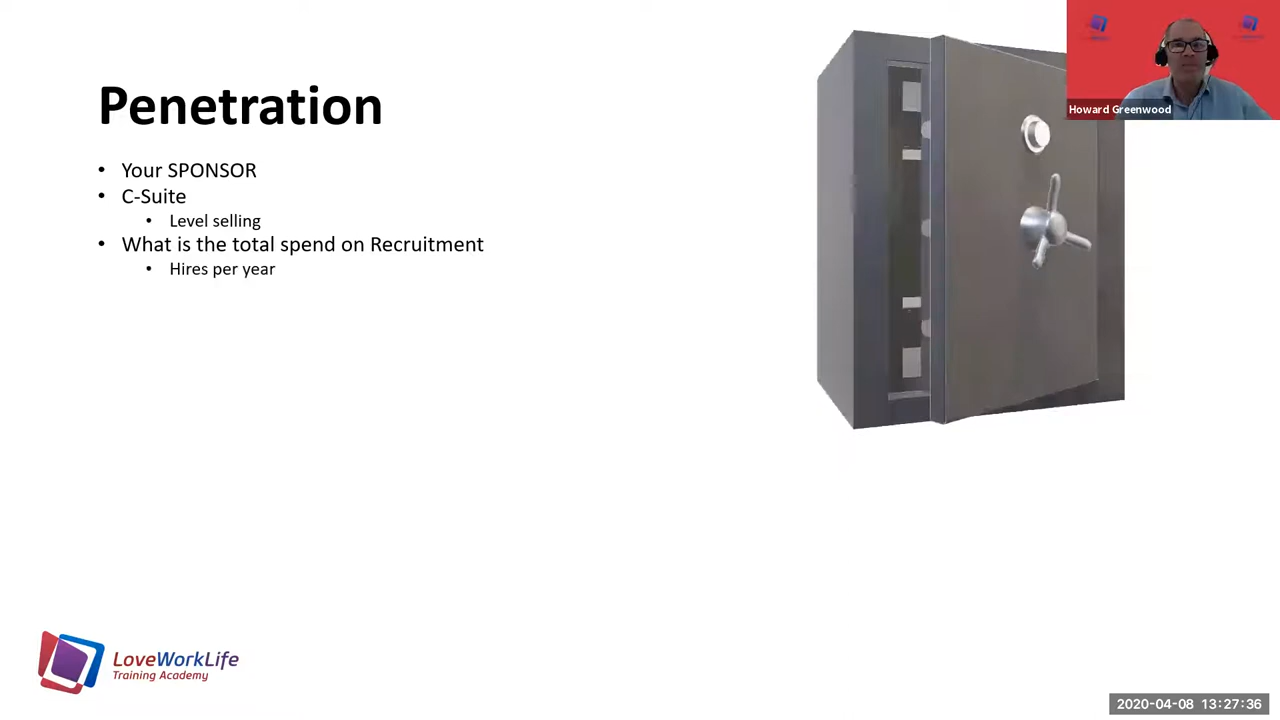 Penetration
• Your SPONSOR
• C-Suite
• Level selling
• What is the total spend on Recruitment
• Hires per year
Howard Greenwood
LoveWorkLife
Training Academy
2020-04-08 13:27:36